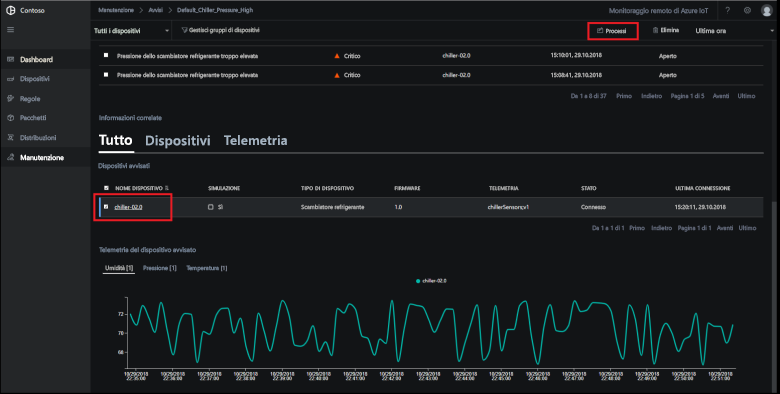 Contoso
Manutenzione > Avvisi > Default_Chiller_Pressure_High
Monitoraggio remoto di Azure IoT
?
Tutti i dispositivi
Gestisci gruppi di dispositivi
Processi
Elimina
Ultima ora
Dashboard
Dispositivi
Regole
Pacchetti
Distribuzioni
Manutenzione
Pressione dello scambiatore refrigerante troppo elevata Critico chiller-02.0 15:10:01, 29.10.2018 Aperto
Pressione dello scambiatore refrigerante troppo elevata Critico chiller-02.0 15:08:41, 29.10.2018 Aperto
Da 1 a 8 di 37 Primo Indietro Pagina 1 di 5 Avanti Ultimo
Informazioni correlate
Tutto Dispositivi Telemetria
Dispositivi avvisati
NOME DISPOSITIVO SIMULAZIONE TIPO DI DISPOSITIVO FIRMWARE TELEMETRIA STATO ULTIMA CONNESSIONE
chiller-02.0 Sì Scambiatore refrigerante 1.0 chillerSensors;v1 Connesso 15:20:11, 29.10.2018
Da 1 a 1 di 1 Primo Indietro Pagina 1 di 1 Avanti Ultimo
Telemetria del dispositivo avvisato
Umidità [1] Pressione [1] Temperatura [1]
chiller-02.0
72
70
68
10/29/2018 10/29/2018 10/29/2018 10/29/2018 10/29/2018 10/29/2018 10/29/2018 10/29/2018 10/29/2018 10/29/2018 10/29/2018 10/29/2018 10/29/2018 10/29/2018 10/29/2018 10/29/2018 10/29/2018
22:35:00 22:36:00 22:37:00 22:38:00 22:39:00 22:40:00 22:41:00 22:42:00 22:43:00 22:44:00 22:45:00 22:46:00 22:47:00 22:48:00 22:49:00 22:50:00 22:51:00